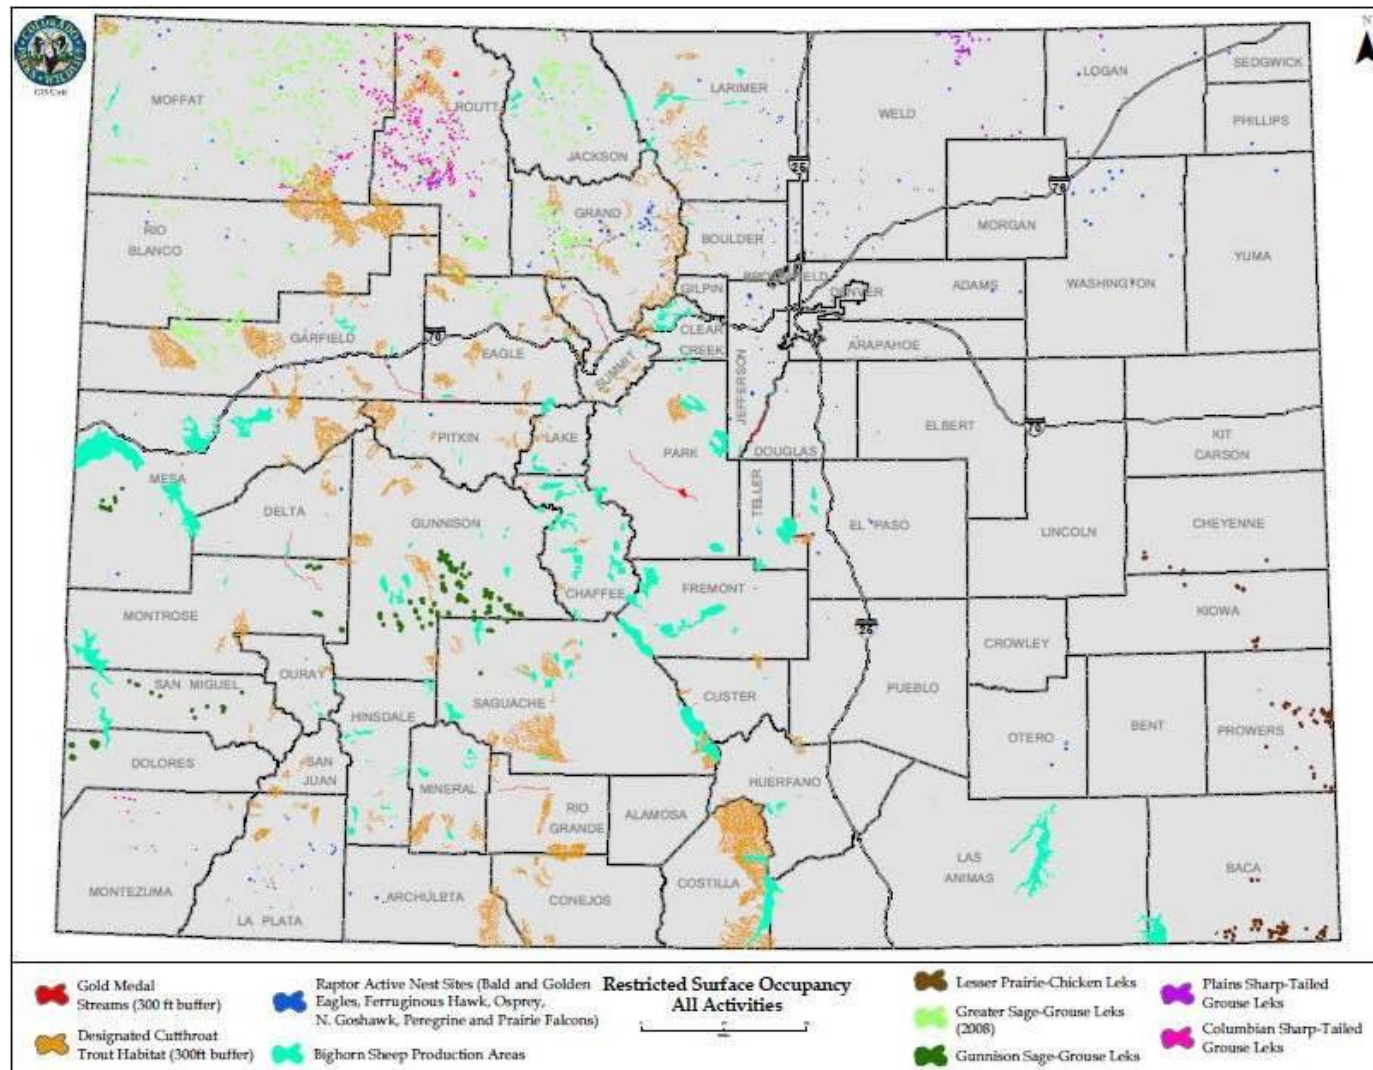 COLORADO
PARKS • WILDLIFE
GIS Unit
N
MOFFAT
ROUTT
JACKSON
LARIMER
WELD
LOGAN
SEDGWICK
PHILLIPS
25
76
RIO
BLANCO
GRAND
BOULDER
MORGAN
WASHINGTON
YUMA
BROOMFIELD
GILPIN
DENVER
ADAMS
GARFIELD
70
EAGLE
SUMMIT
CLEAR
CREEK
JEFFERSON
ARAPAHOE
PITKIN
LAKE
PARK
DOUGLAS
ELBERT
70
KIT
CARSON
MESA
DELTA
GUNNISON
TELLER
EL PASO
LINCOLN
CHEYENNE
MONTROSE
CHAFFEE
FREMONT
25
CROWLEY
KIOWA
OURAY
SAN MIGUEL
HINSDALE
SAGUACHE
CUSTER
PUEBLO
OTERO
BENT
PROWERS
DOLORES
SAN
JUAN
MINERAL
RIO
GRANDE
ALAMOSA
HUERFANO
MONTEZUMA
LA PLATA
ARCHULETA
CONEJOS
COSTILLA
LAS
ANIMAS
BACA
Gold Medal
Streams (300 ft buffer)
Designated Cutthroat
Trout Habitat (300ft buffer)
Raptor Active Nest Sites (Bald and Golden
Eagles, Ferruginous Hawk, Osprey,
N. Goshawk, Peregrine and Prairie Falcons)
Bighorn Sheep Production Areas
Restricted Surface Occupancy
All Activities
Lesser Prairie-Chicken Leks
Greater Sage-Grouse Leks
(2008)
Gunnison Sage-Grouse Leks
Plains Sharp-Tailed
Grouse Leks
Columbian Sharp-Tailed
Grouse Leks